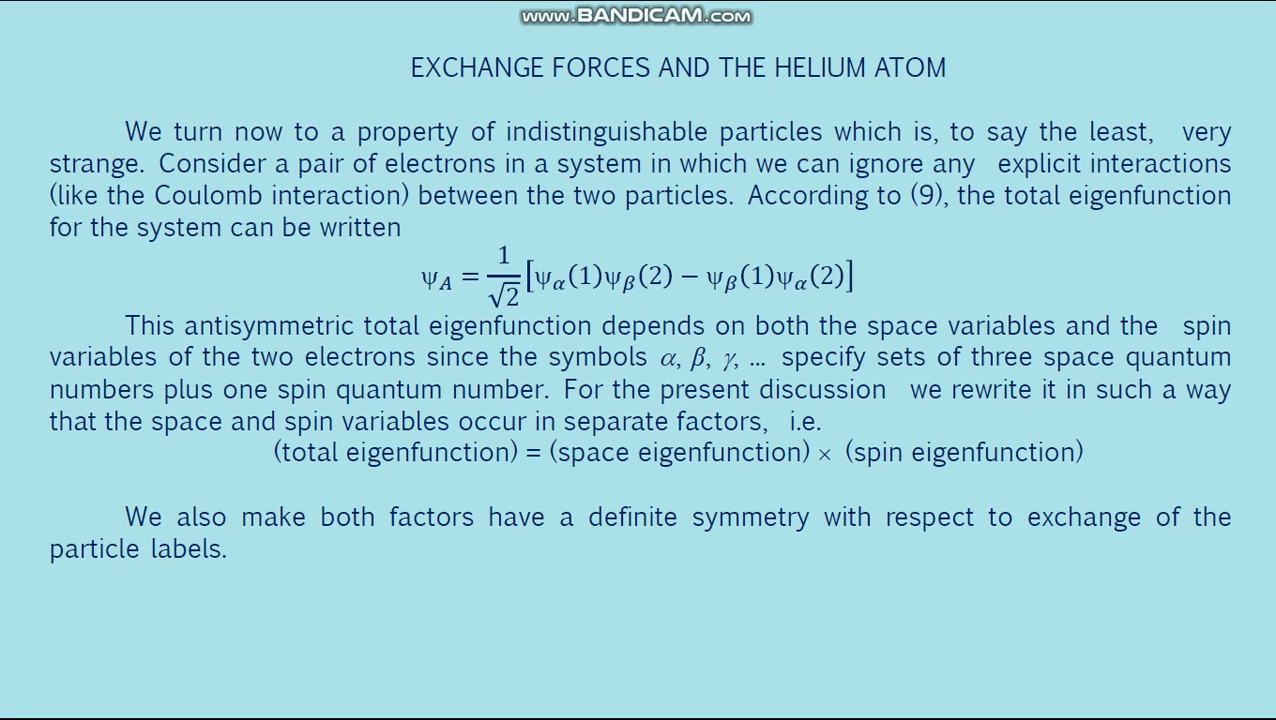 WWW.BANDICAM.COM
EXCHANGE FORCES AND THE HELIUM ATOM
We turn now to a property of indistinguishable particles which is, to say the least, very
strange. Consider a pair of electrons in a system in which we can ignore any explicit interactions
(like the Coulomb interaction) between the two particles. According to (9), the total eigenfunction
for the system can be written
ψ_A = 1/√2 [ψ_α(1)ψ_β(2) − ψ_β(1)ψ_α(2)]
This antisymmetric total eigenfunction depends on both the space variables and the spin
variables of the two electrons since the symbols α, β, γ, ... specify sets of three space quantum
numbers plus one spin quantum number. For the present discussion we rewrite it in such a way
that the space and spin variables occur in separate factors, i.e.
(total eigenfunction) = (space eigenfunction) × (spin eigenfunction)
We also make both factors have a definite symmetry with respect to exchange of the
particle labels.